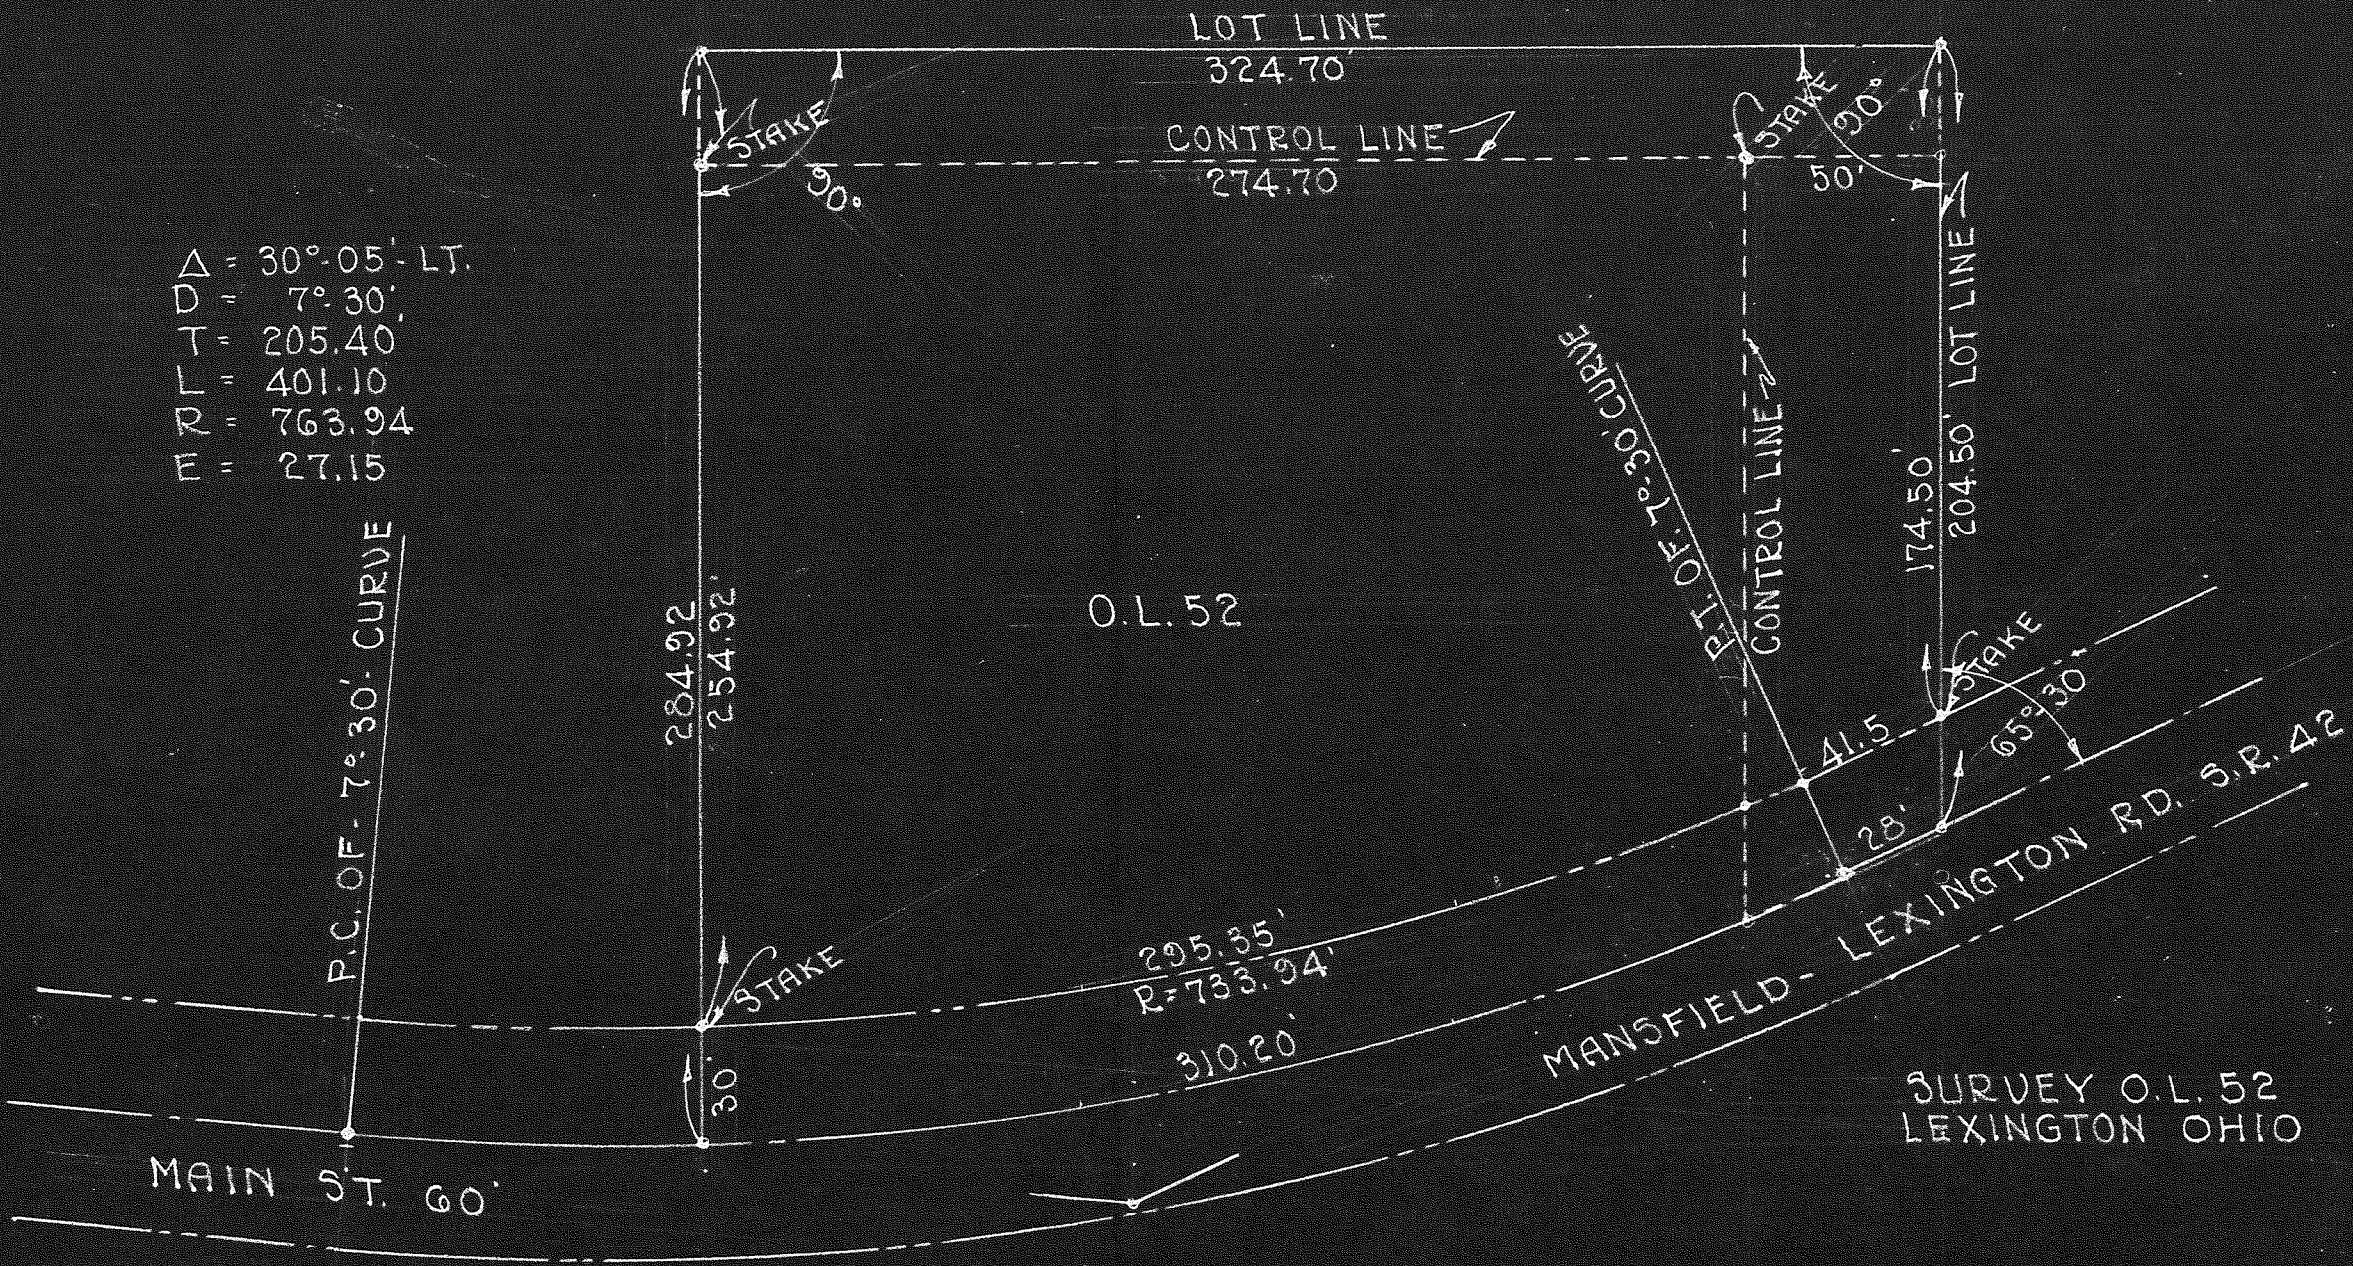 LOT LINE
324.70'
STAKE
90°
CONTROL LINE
274.70
STAKE
90°
50'
Δ = 30°-05'- LT.
D = 7°-30'
T = 205.40'
L = 401.10
R = 763.94
E = 27.15
P.C. OF. 7°-30'- CURVE
284.92
254.92'
O.L. 52
P.T. OF. 7°-30' CURVE
CONTROL LINE
174.50'
204.50' LOT LINE
STAKE
65°-30'
41.5
28'
STAKE
30'
295.35'
R=733.94'
310.20'
MANSFIELD- LEXINGTON RD. S.R. 42
MAIN ST. 60'
SURVEY O.L. 52
LEXINGTON OHIO